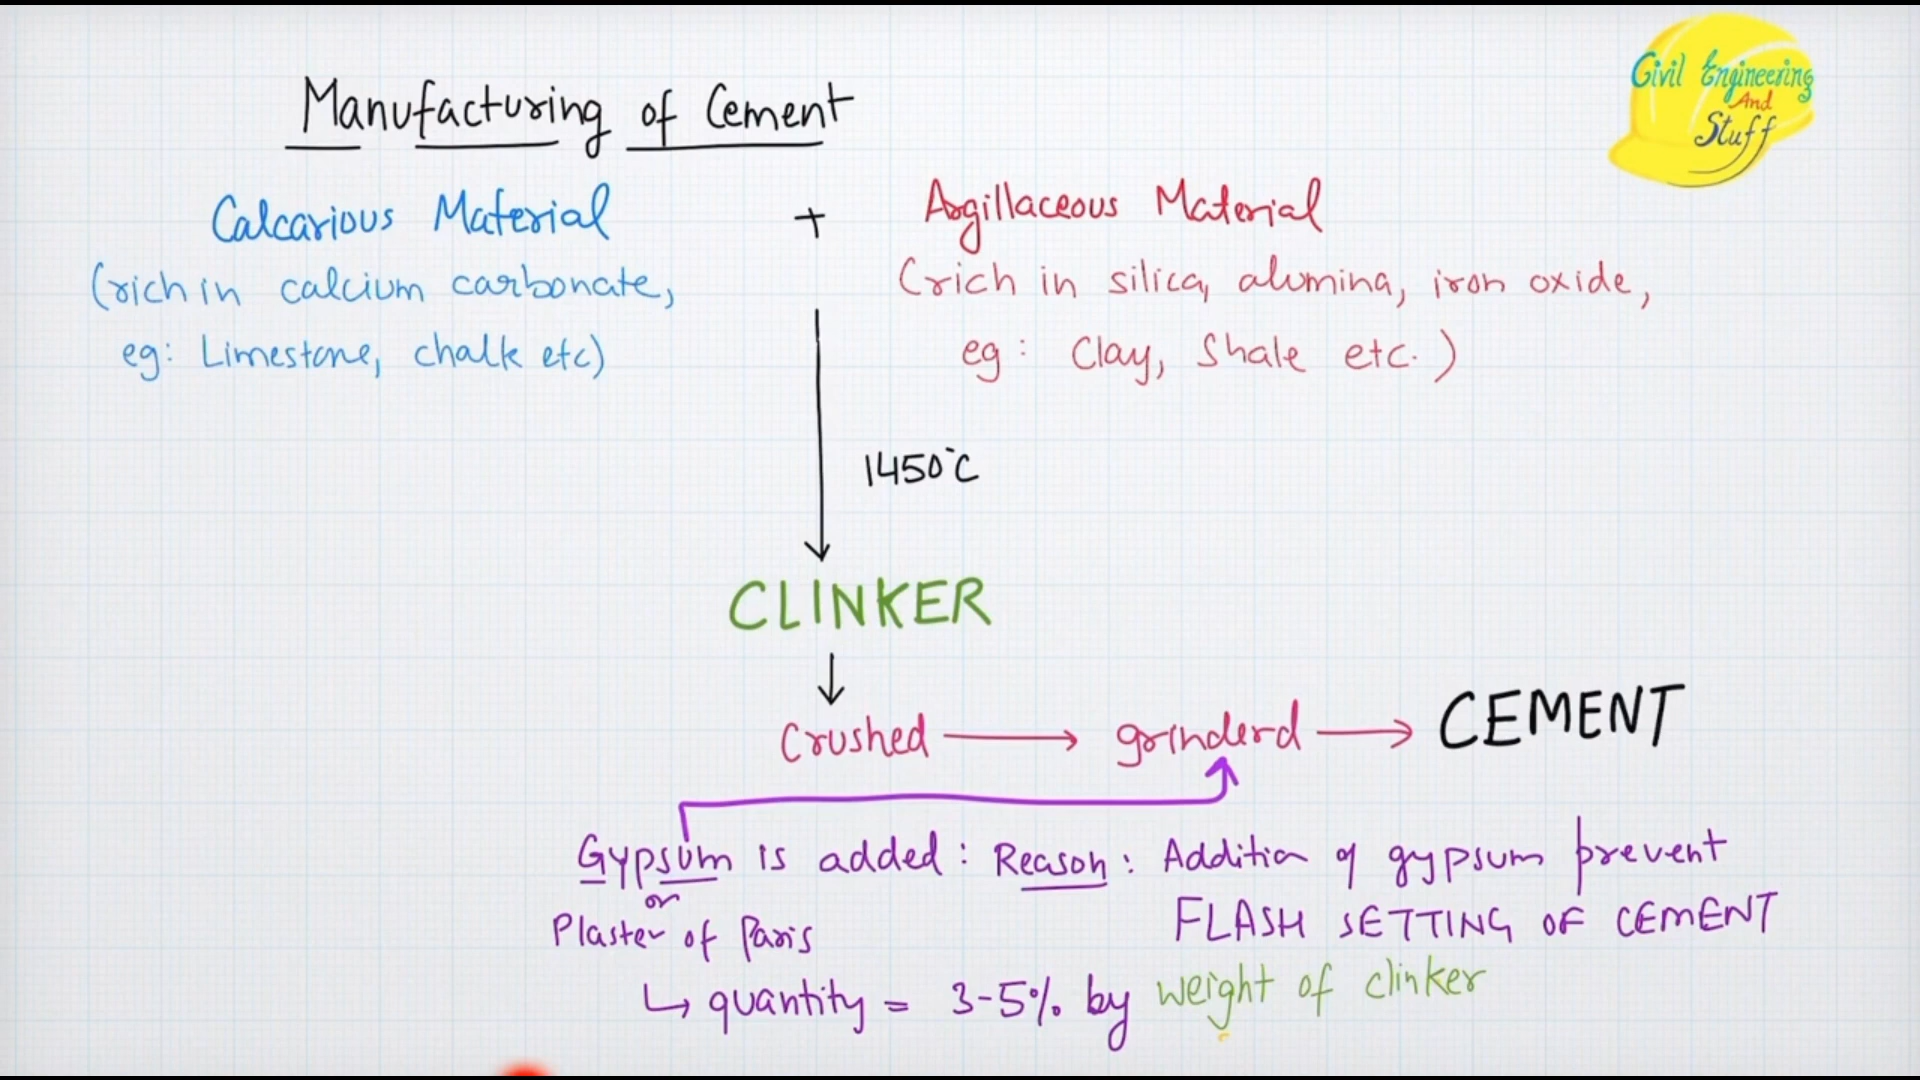 Civil Engineering
And
Stuff
Manufacturing of Cement
Calcarious Material + Argillaceous Material
(rich in calcium carbonate, (rich in silica, alumina, iron oxide,
eg: Limestone, chalk etc) eg: Clay, Shale etc.)
1450°C
CLINKER
Crushed → grinderd → CEMENT
Gypsum is added: Reason: Addition of gypsum prevent
or
Plaster of Paris FLASH SETTING OF CEMENT
↳ quantity = 3-5% by weight of clinker